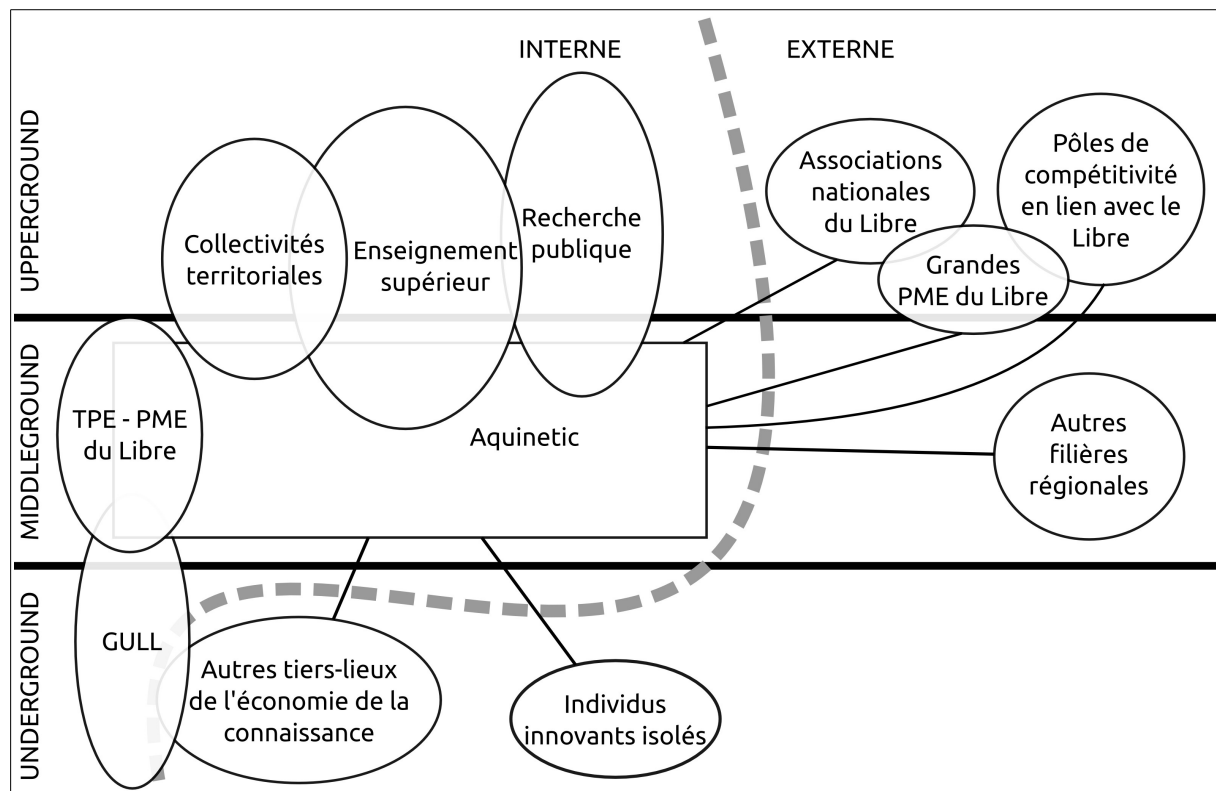 INTERNE
EXTERNE
UPPERGROUND
Collectivités
territoriales
Enseignement
supérieur
Recherche
publique
Associations
nationales
du Libre
Pôles de
compétitivité
en lien avec le
Libre
Grandes
PME du Libre
MIDDLEGROUND
TPE - PME
du Libre
Aquinetic
Autres
filières
régionales
UNDERGROUND
GULL
Autres tiers-lieux
de l'économie de la
connaissance
Individus
innovants isolés